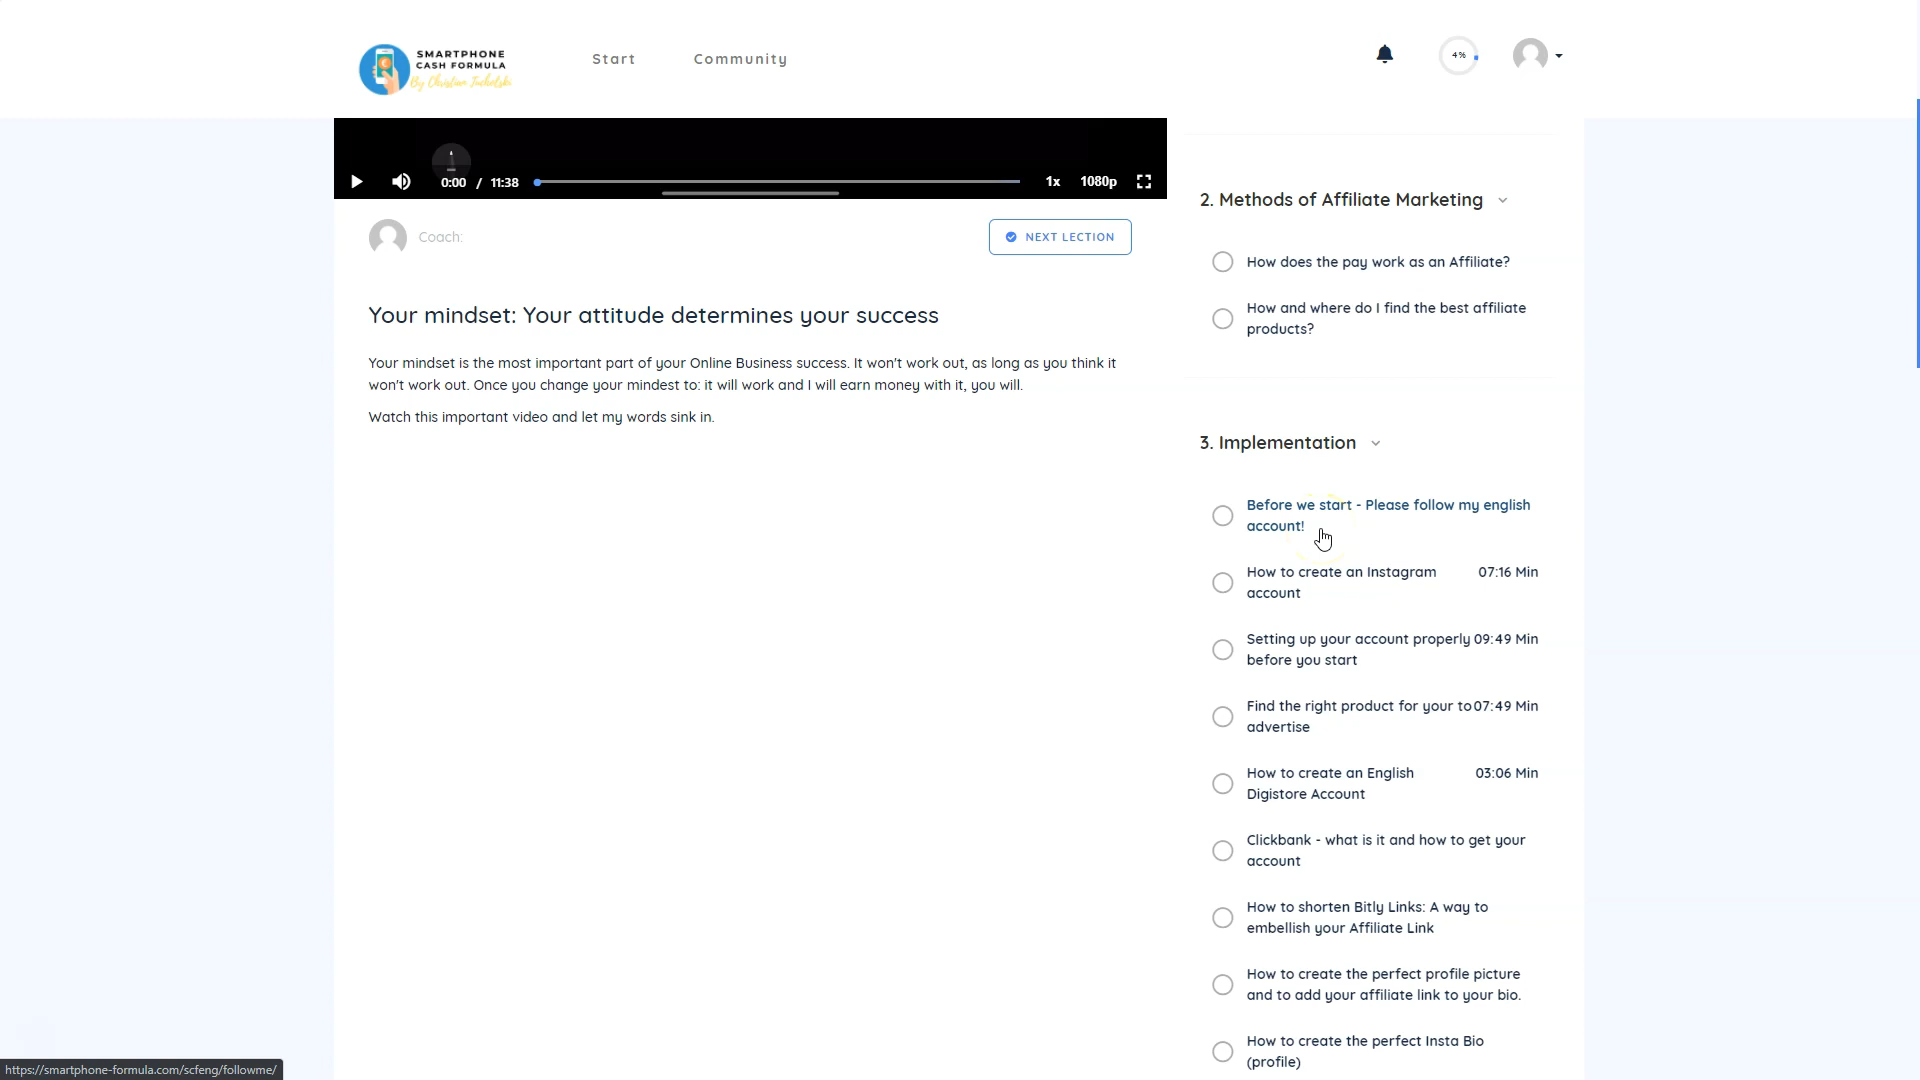 SMARTPHONE
CASH FORMULA
By Christian Jacketski
Start
Community
4%
0:00 / 11:38
1x
1080p
Coach:
NEXT LECTION
Your mindset: Your attitude determines your success
Your mindset is the most important part of your Online Business success. It won't work out, as long as you think it
won't work out. Once you change your mindest to: it will work and I will earn money with it, you will.
Watch this important video and let my words sink in.
2. Methods of Affiliate Marketing
How does the pay work as an Affiliate?
How and where do I find the best affiliate
products?
3. Implementation
Before we start - Please follow my english
account!
How to create an Instagram 07:16 Min
account
Setting up your account properly 09:49 Min
before you start
Find the right product for your to 07:49 Min
advertise
How to create an English 03:06 Min
Digistore Account
Clickbank - what is it and how to get your
account
How to shorten Bitly Links: A way to
embellish your Affiliate Link
How to create the perfect profile picture
and to add your affiliate link to your bio.
How to create the perfect Insta Bio
(profile)
https://smartphone-formula.com/scfeng/followme/